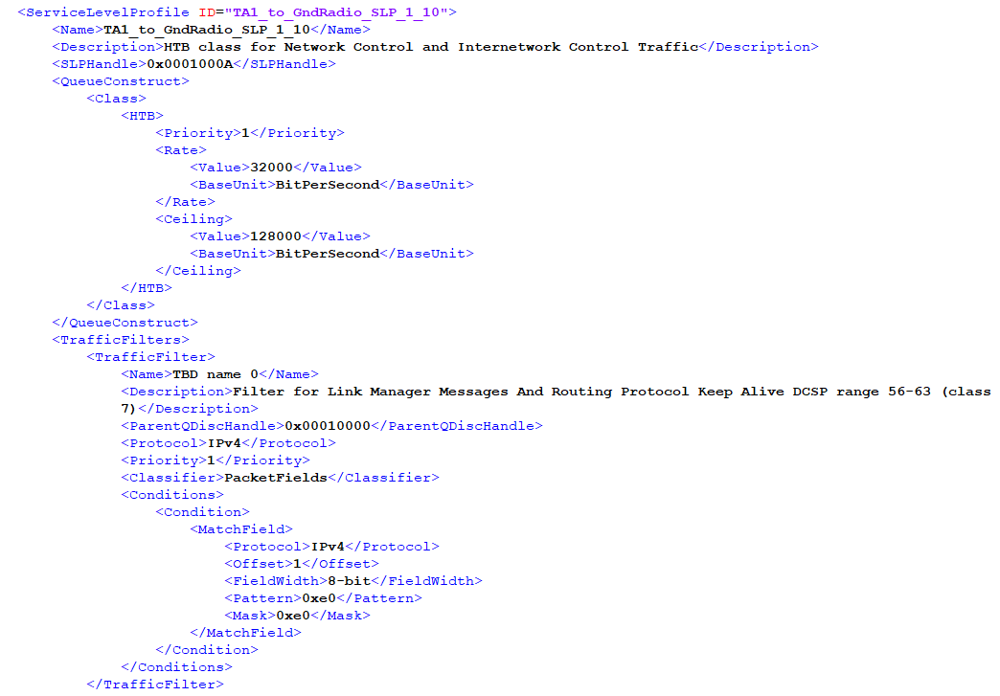 <ServiceLevelProfile ID="TA1_to_GndRadio_SLP_1_10">
<Name>TA1_to_GndRadio_SLP_1_10</Name>
<Description>HTB class for Network Control and Internetwork Control Traffic</Description>
<SLPHandle>0x0001000A</SLPHandle>
<QueueConstruct>
<Class>
<HTB>
<Priority>1</Priority>
<Rate>
<Value>32000</Value>
<BaseUnit>BitPerSecond</BaseUnit>
</Rate>
<Ceiling>
<Value>128000</Value>
<BaseUnit>BitPerSecond</BaseUnit>
</Ceiling>
</HTB>
</Class>
</QueueConstruct>
<TrafficFilters>
<TrafficFilter>
<Name>TBD name 0</Name>
<Description>Filter for Link Manager Messages And Routing Protocol Keep Alive DCSP range 56-63 (class
7)</Description>
<ParentQDiscHandle>0x00010000</ParentQDiscHandle>
<Protocol>IPv4</Protocol>
<Priority>1</Priority>
<Classifier>PacketFields</Classifier>
<Conditions>
<Condition>
<MatchField>
<Protocol>IPv4</Protocol>
<Offset>1</Offset>
<FieldWidth>8-bit</FieldWidth>
<Pattern>0xe0</Pattern>
<Mask>0xe0</Mask>
</MatchField>
</Condition>
</Conditions>
</TrafficFilter>